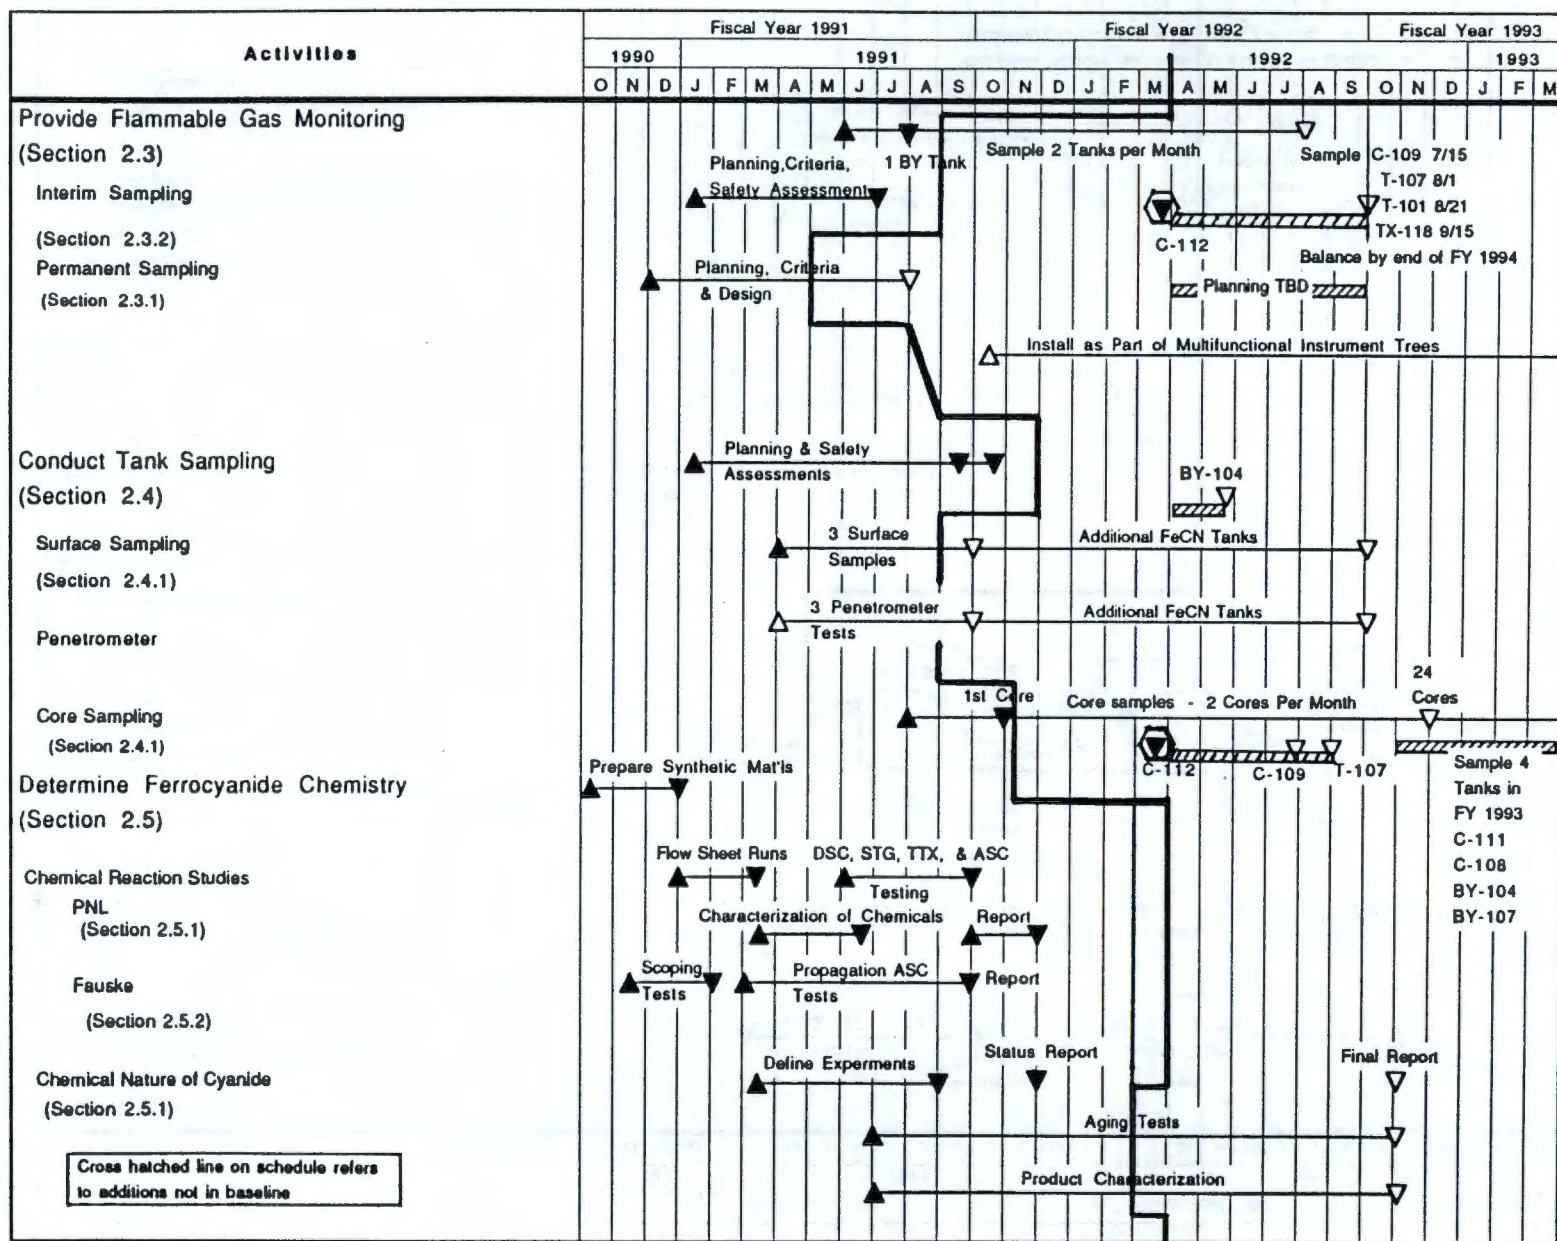 Activities
Fiscal Year 1991 Fiscal Year 1992 Fiscal Year 1993
1990 1991 1992 1993
O N D J F M A M J J A S O N D J F M A M J J A S O N D J F M
Provide Flammable Gas Monitoring
(Section 2.3)
Sample 2 Tanks per Month
Sample C-109 7/15
Planning,Criteria, 1 BY Tank
T-107 8/1
Interim Sampling
Safety Assessment
T-101 8/21
TX-118 9/15
(Section 2.3.2)
C-112
Balance by end of FY 1994
Permanent Sampling
Planning, Criteria
(Section 2.3.1)
& Design
Planning TBD
Install as Part of Multifunctional Instrument Trees
Conduct Tank Sampling
Planning & Safety
Assessments
BY-104
(Section 2.4)
Surface Sampling
3 Surface
Additional FeCN Tanks
Samples
(Section 2.4.1)
3 Penetrometer
Additional FeCN Tanks
Tests
Penetrometer
24
1st Core
Cores
Core Sampling
Core samples - 2 Cores Per Month
(Section 2.4.1)
C-112 C-109 T-107
Sample 4
Tanks in
FY 1993
C-111
C-108
BY-104
BY-107
Prepare Synthetic Mat'ls
Determine Ferrocyanide Chemistry
(Section 2.5)
Flow Sheet Runs DSC, STG, TTX, & ASC
Chemical Reaction Studies
Testing
PNL
Characterization of Chemicals Report
(Section 2.5.1)
Scoping Propagation ASC Report
Fauske
Tests Tests
(Section 2.5.2)
Status Report
Final Report
Define Experments
Chemical Nature of Cyanide
(Section 2.5.1)
Aging Tests
Cross hatched line on schedule refers
to additions not in baseline
Product Characterization